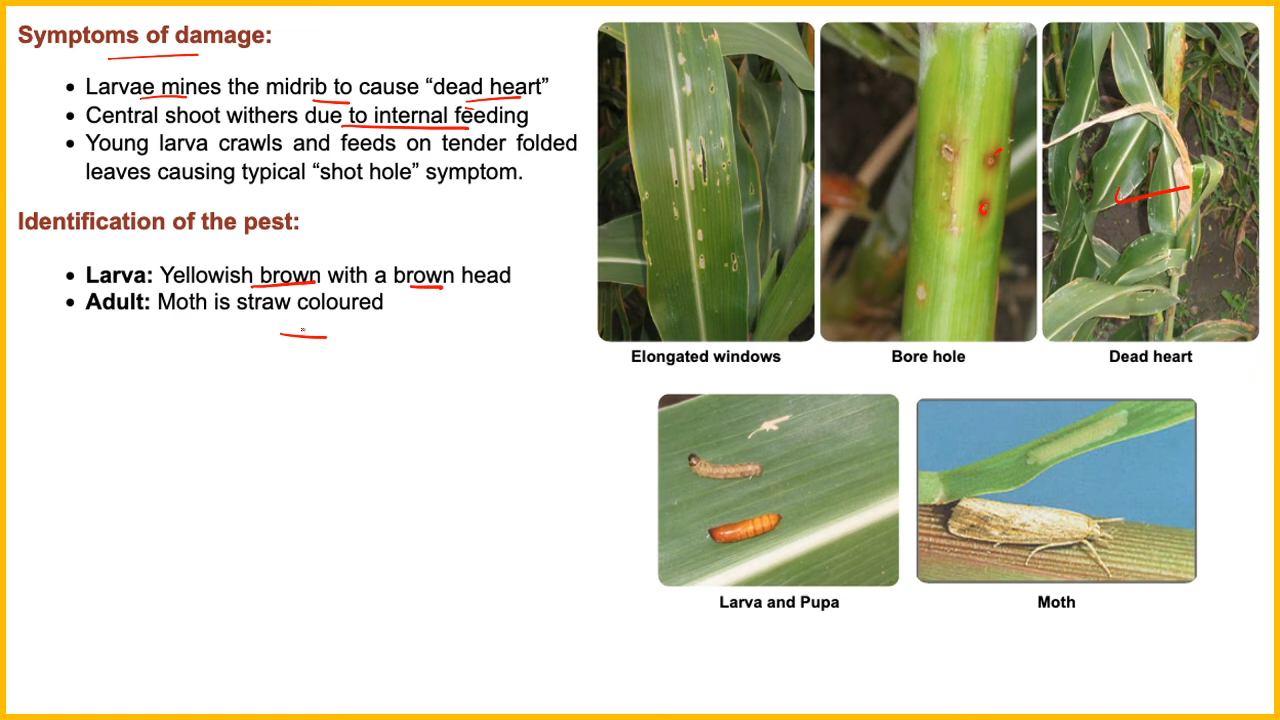 Symptoms of damage:
• Larvae mines the midrib to cause “dead heart”
• Central shoot withers due to internal feeding
• Young larva crawls and feeds on tender folded
leaves causing typical “shot hole” symptom.
Identification of the pest:
• Larva: Yellowish brown with a brown head
• Adult: Moth is straw coloured
Elongated windows
Bore hole
Dead heart
Larva and Pupa
Moth